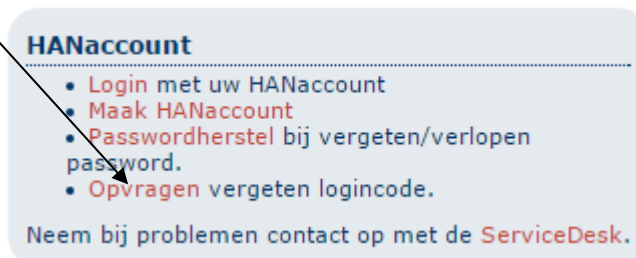 HANaccount
• Login met uw HANaccount
• Maak HANaccount
• Passwordherstel bij vergeten/verlopen
password.
• Opvragen vergeten logincode.
Neem bij problemen contact op met de ServiceDesk.